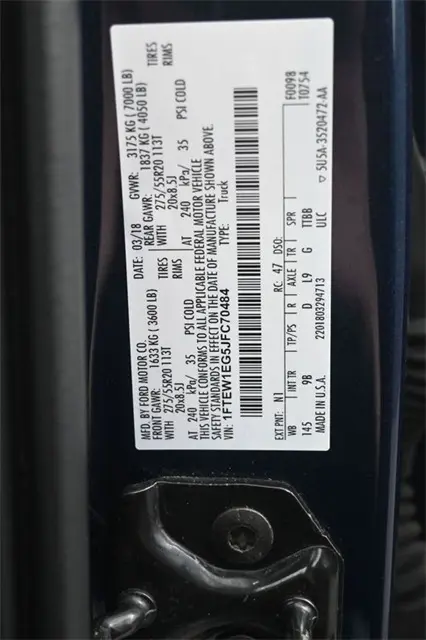 MFD. BY FORD MOTOR CO.
DATE: 03/18 GVWR: 3175 KG ( 7000 LB)
FRONT GAWR: 1633 KG (3600 LB) REAR GAWR: 1837 KG ( 4050 LB)
WITH 275/55R20 113T TIRES WITH 275/55R20 113T TIRES
20x8.5J RIMS 20x8.5J RIMS
AT 240 kPa/ 35 PSI COLD AT 240 kPa/ 35 PSI COLD
THIS VEHICLE CONFORMS TO ALL APPLICABLE FEDERAL MOTOR VEHICLE
SAFETY STANDARDS IN EFFECT ON THE DATE OF MANUFACTURE SHOWN ABOVE.
VIN: 1FTEW1EG5JFC70484 TYPE: Truck
F0098
T0754
EXT PNT: N1 RC: 47 DSO:
WB INT TR TP/PS R AXLE TR SPR
145 9B D L9 G TTBB
ULC
2201803294713
MADE IN U.S.A. 5U5A-3520472-AA